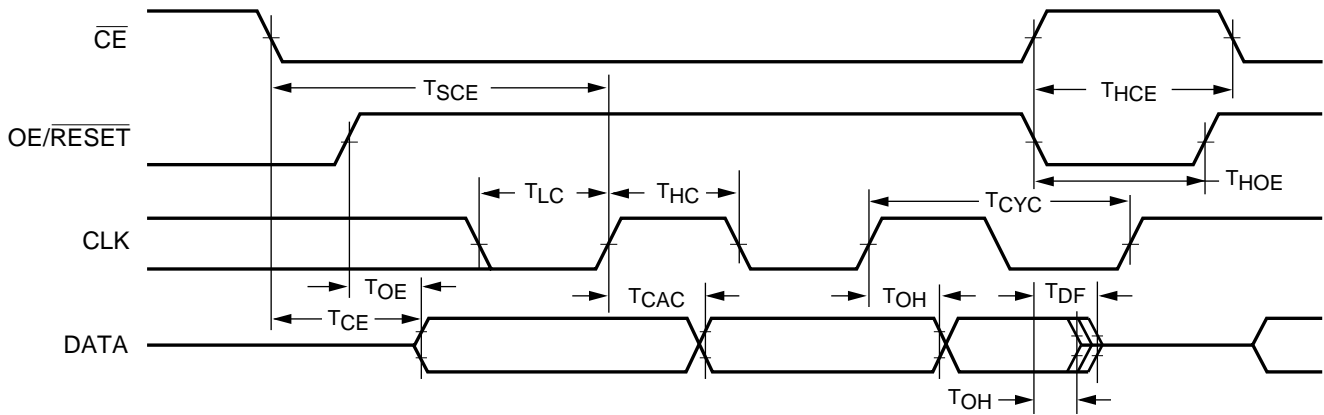 CE
TSCE
THCE
OE/RESET
TLC
THC
TCYC
THOE
CLK
TOE
TCAC
TOH
TDF
TCE
DATA
TOH